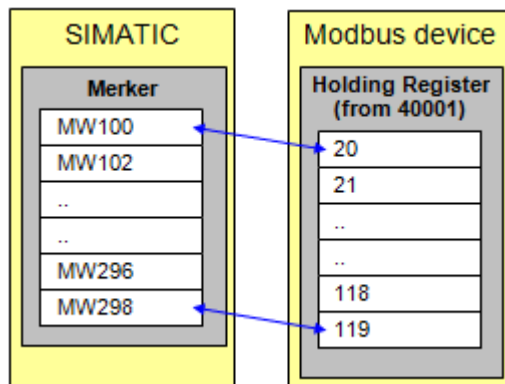 SIMATIC
Merker
MW100
MW102
..
..
MW296
MW298
Modbus device
Holding Register
(from 40001)
20
21
..
..
118
119